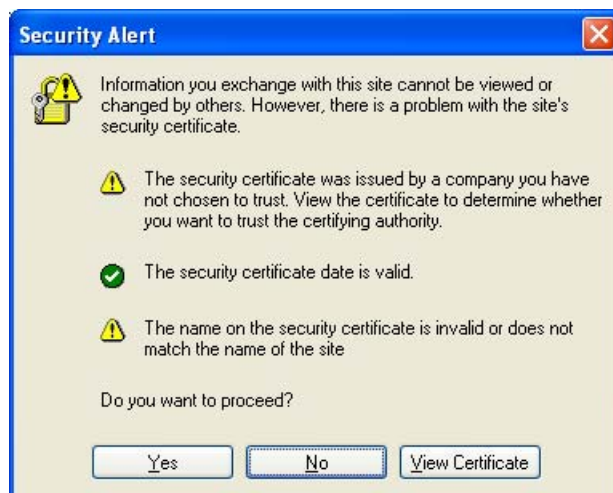 Security Alert
Information you exchange with this site cannot be viewed or
changed by others. However, there is a problem with the site's
security certificate.
The security certificate was issued by a company you have
not chosen to trust. View the certificate to determine whether
you want to trust the certifying authority.
The security certificate date is valid.
The name on the security certificate is invalid or does not
match the name of the site
Do you want to proceed?
Yes No View Certificate